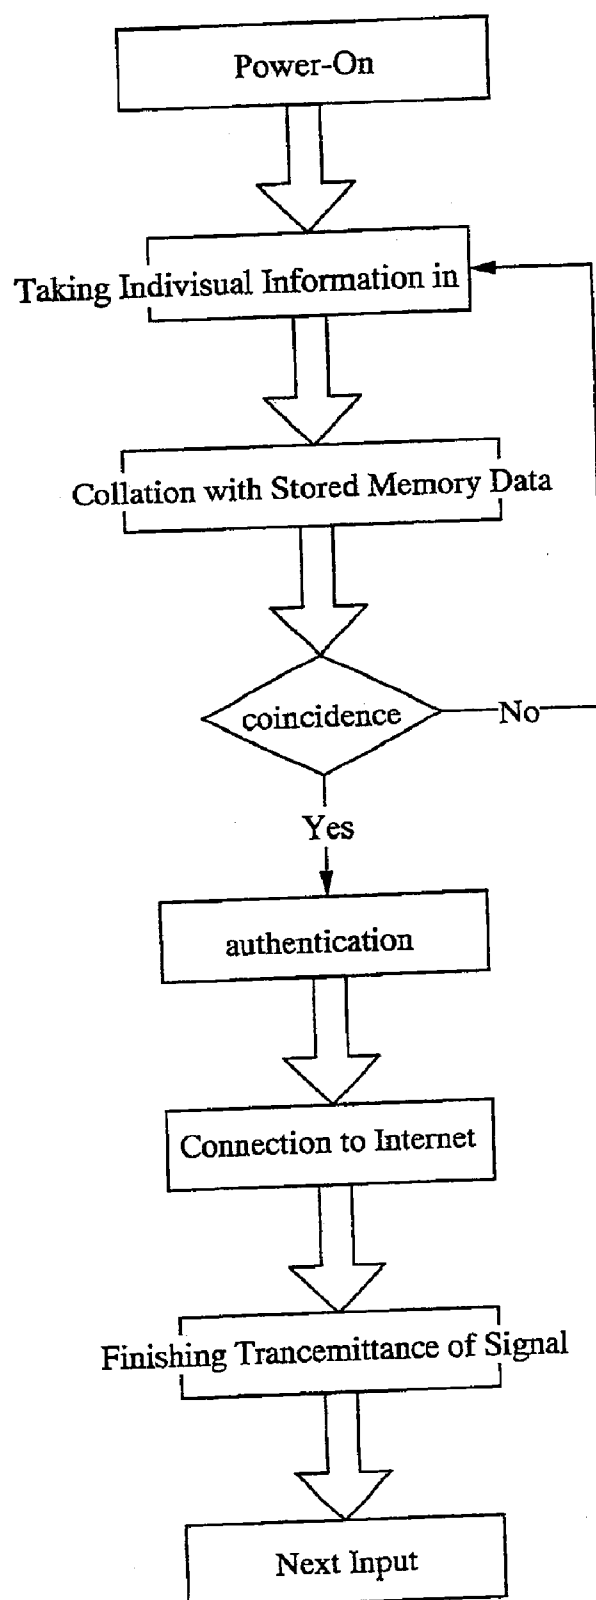 Power-On
Taking Indivisual Information in
Collation with Stored Memory Data
coincidence
No
Yes
authentication
Connection to Internet
Finishing Trancemittance of Signal
Next Input